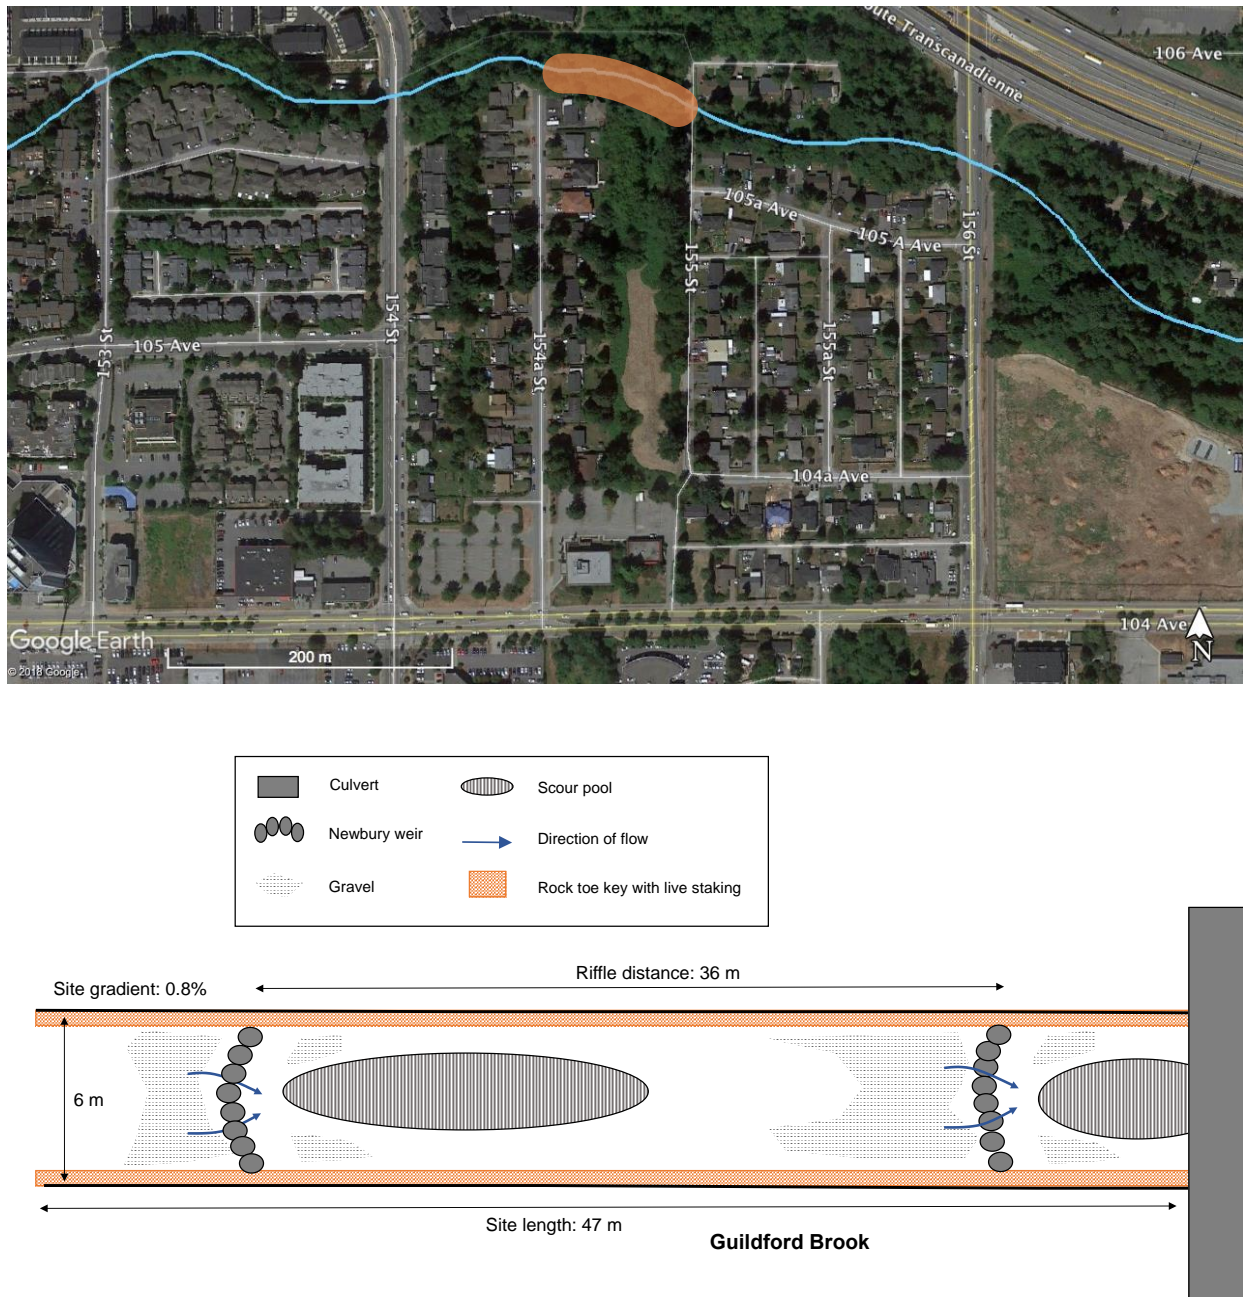 oute Transcanadienne
106 Ave
105a Ave
105 A Ave
156 St
155 St
154 St
153 St
105 Ave
154a St
155a St
104a Ave
104 Ave
Google Earth
200 m
© 2018 Google
N
Culvert
Scour pool
Newbury weir
Direction of flow
Gravel
Rock toe key with live staking
Riffle distance: 36 m
Site gradient: 0.8%
6 m
Site length: 47 m
Guildford Brook